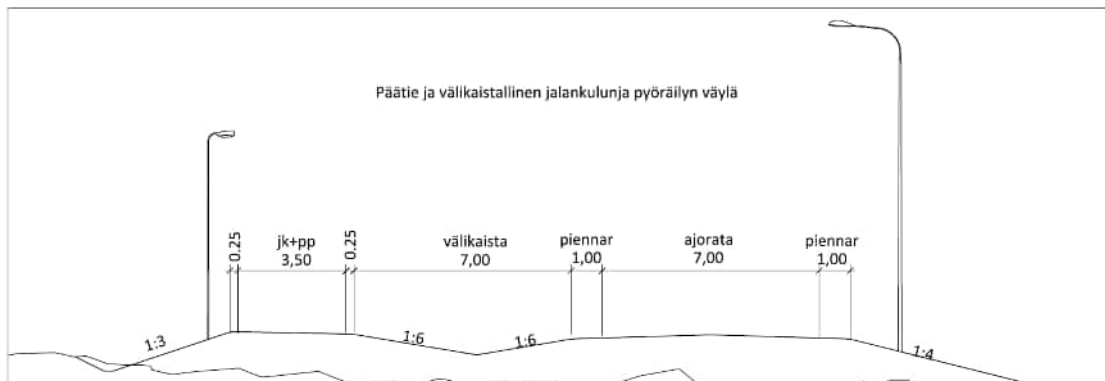 Päätie ja välikaistallinen jalankulunja pyöräilyn väylä
0.25
jk+pp
3,50
0.25
välikaista
7,00
piennar
1,00
ajorata
7,00
piennar
1,00
1:3
1:6
1:6
1:4